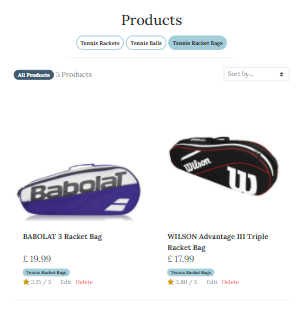 Products
Tennis Rackets Tennis Balls Tennis Racket Bags
All Products 5 Products Sort by...
BaboLaT
Wilson
W
BABOLAT 3 Racket Bag
£ 19.99
Tennis Racket Bags
3.15 / 5 Edit Delete
WILSON Advantage III Triple
Racket Bag
£ 17.99
Tennis Racket Bags
3.80 / 5 Edit Delete